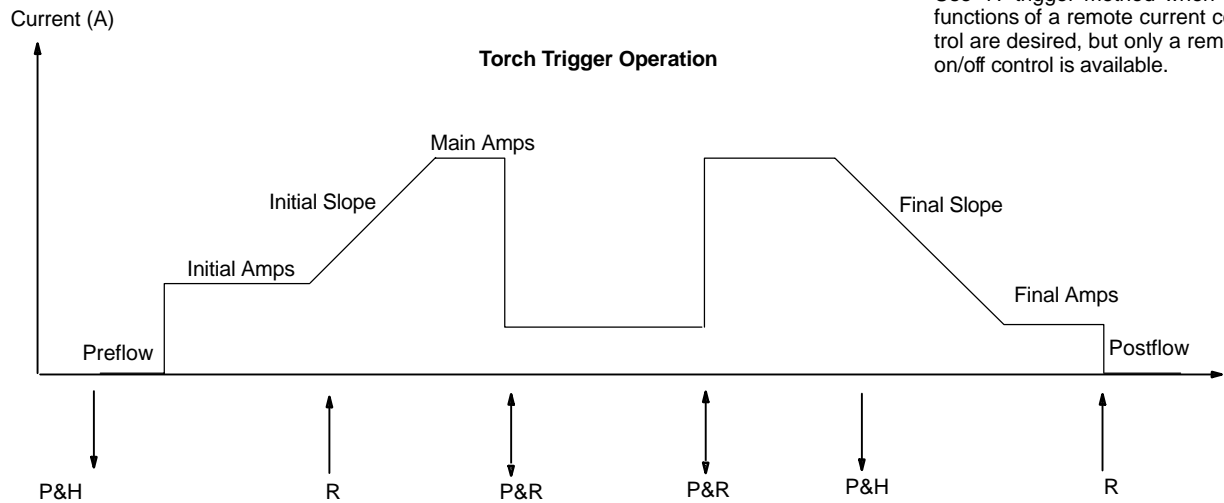 Current (A)
functions of a remote current co
trol are desired, but only a rem
on/off control is available.
Torch Trigger Operation
Main Amps
Initial Slope
Final Slope
Initial Amps
Final Amps
Preflow
Postflow
P&H
R
P&R
P&R
P&H
R